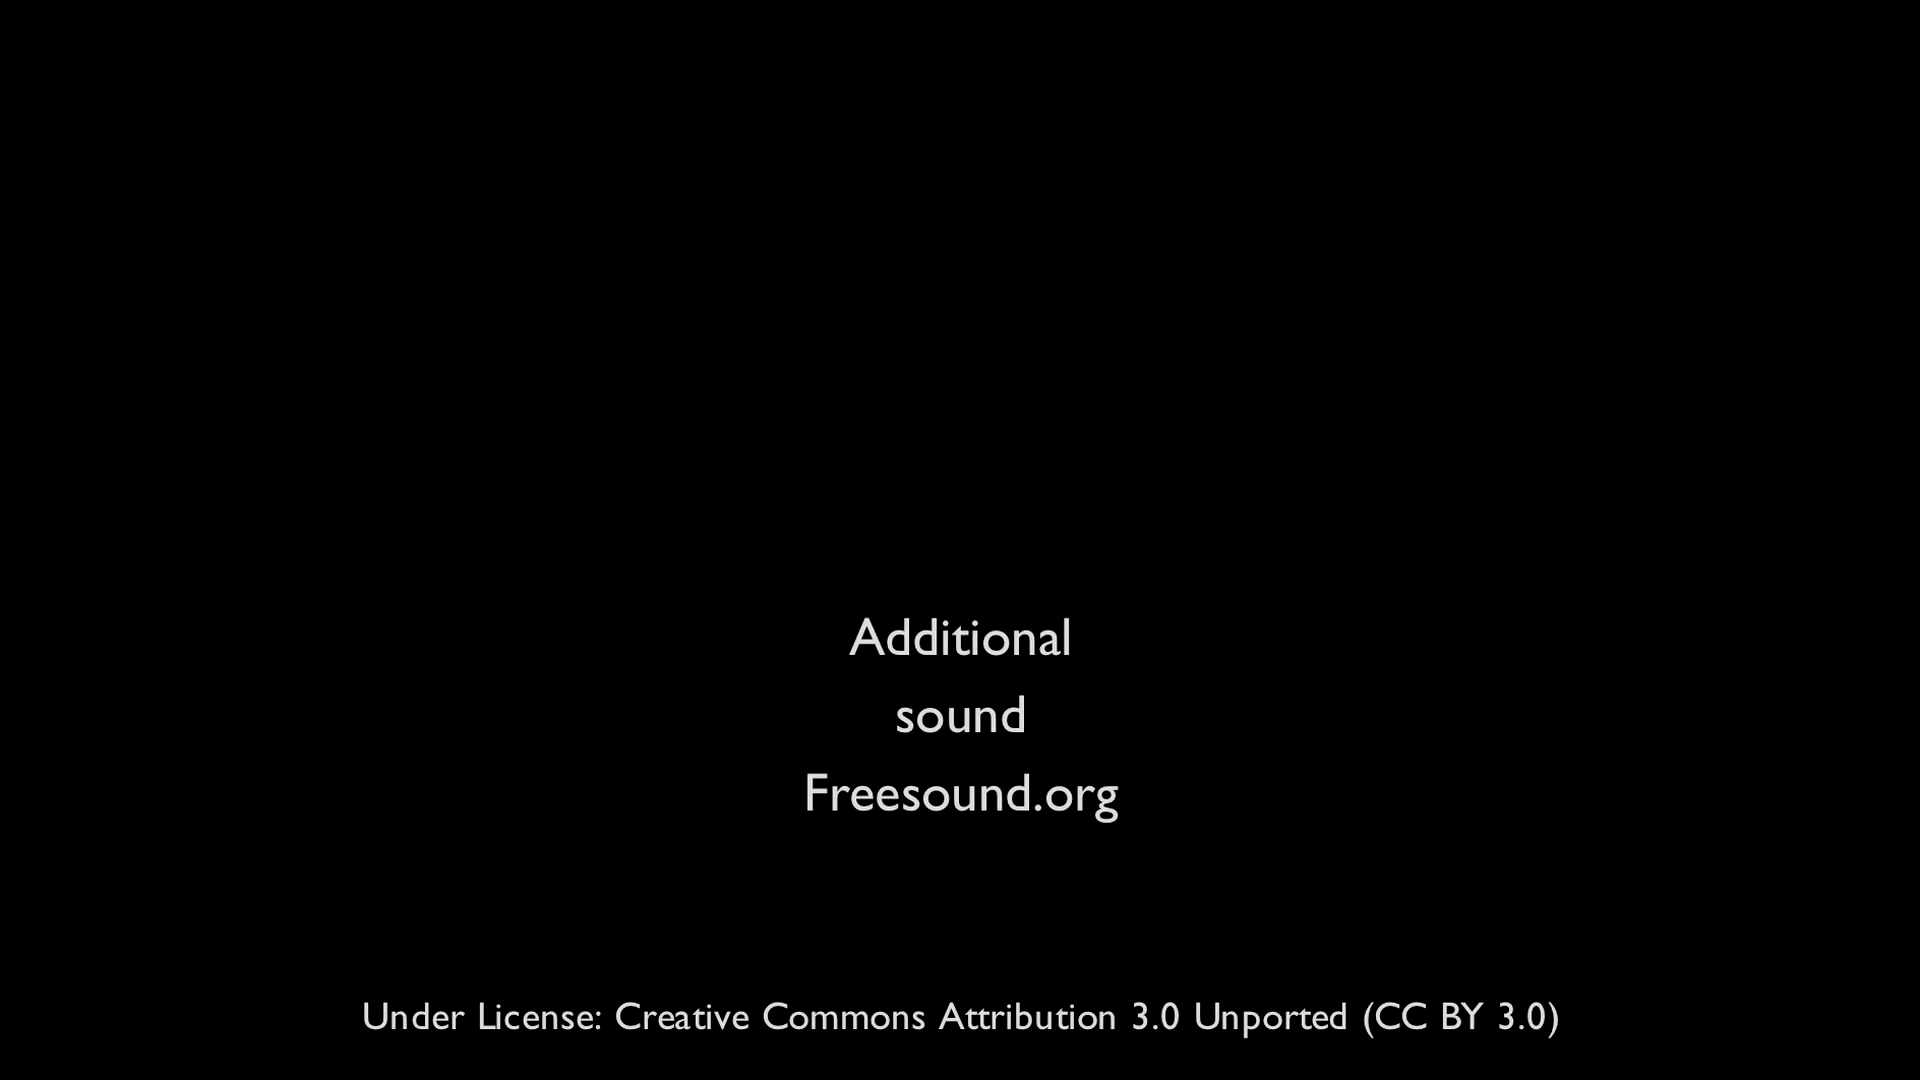 Additional
sound
Freesound.org
Under License: Creative Commons Attribution 3.0 Unported (CC BY 3.0)